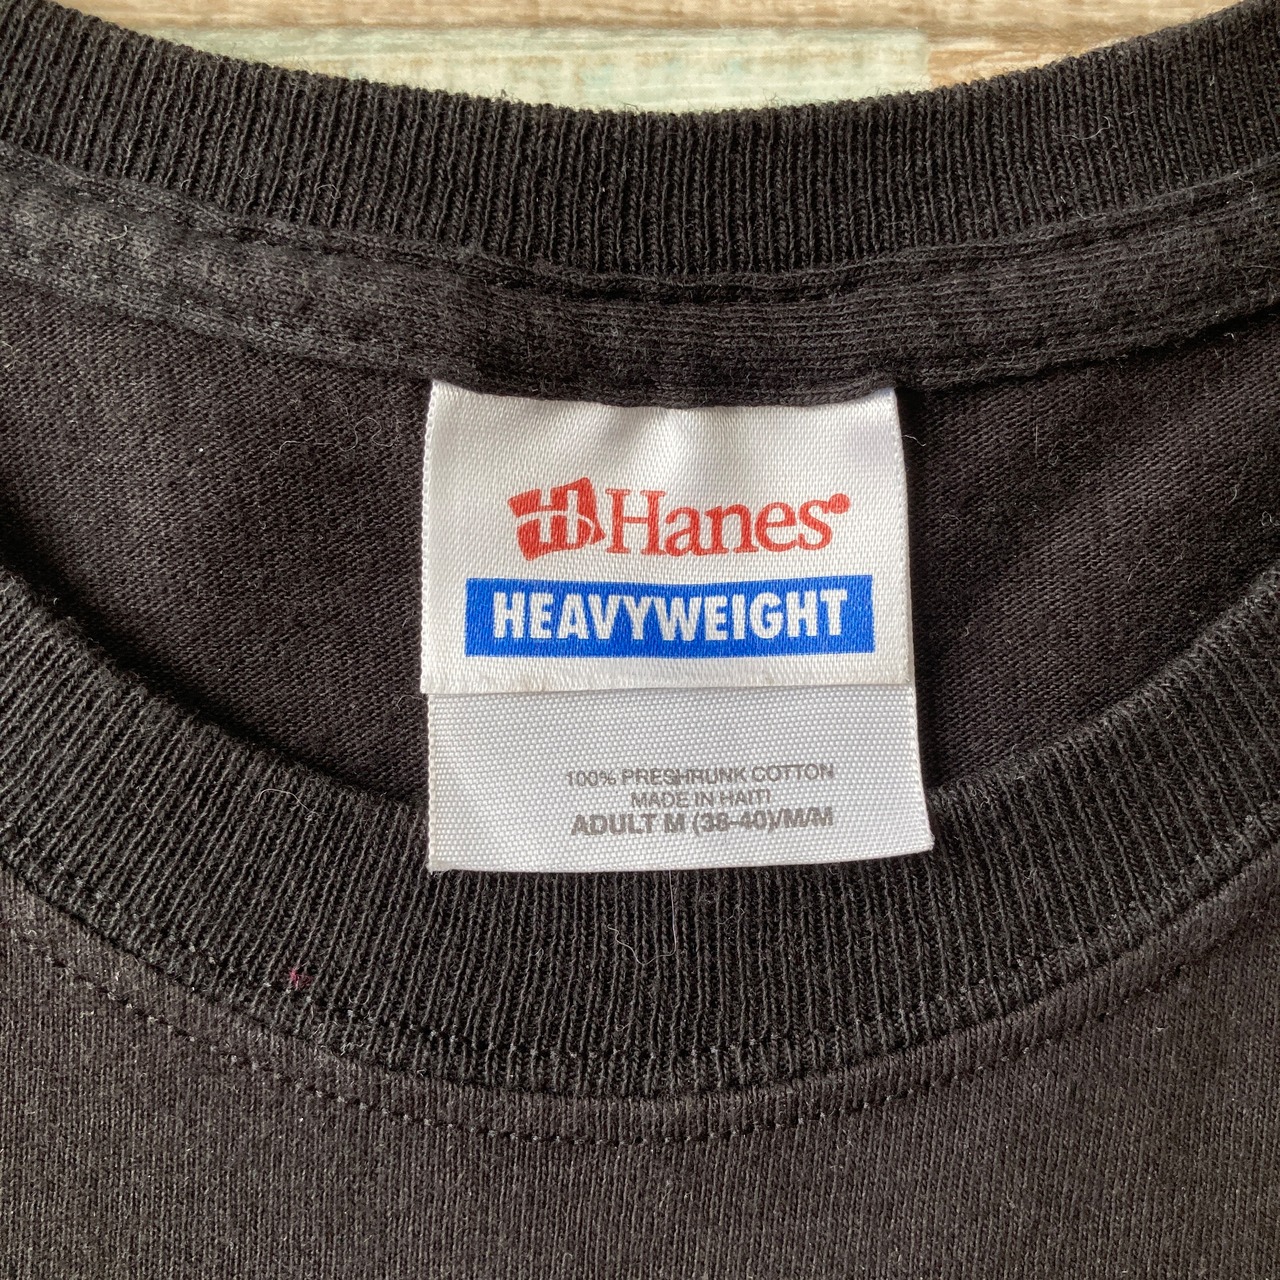 Hanes
HEAVYWEIGHT
100% PRESHRUNK COTTON
MADE IN HAITI
ADULT M (38-40)/M/M